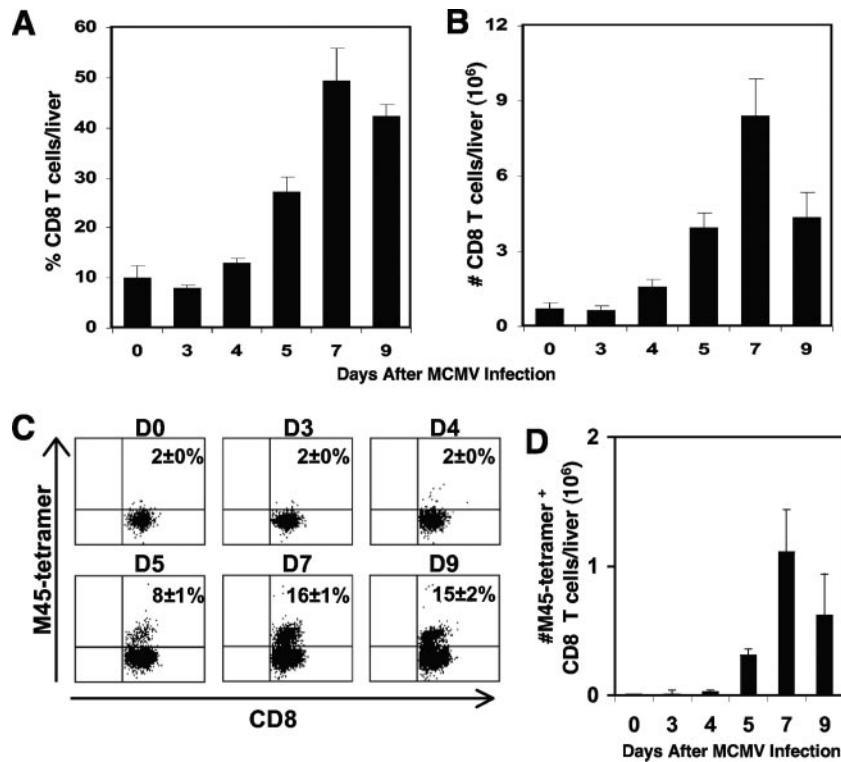 A
% CD8 T cells/liver
60
50
40
30
20
10
0
0 3 4 5 7 9
B
# CD8 T cells/liver (10⁶)
12
9
6
3
0
0 3 4 5 7 9
Days After MCMV Infection
C
M45-tetramer
D0 D3 D4
2±0% 2±0% 2±0%
D5 D7 D9
8±1% 16±1% 15±2%
CD8
D
#M45-tetramer ⁺
CD8 T cells/liver (10⁶)
2
1
0
0 3 4 5 7 9
Days After MCMV Infection